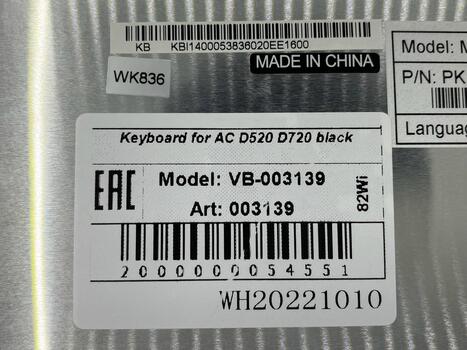 KB KBI1400053836020EE1600
MADE IN CHINA
WK836
Model: M
P/N: PK
Languag
Keyboard for AC D520 D720 black
EAC
Model: VB-003139
Art: 003139
82Wi
2000000054551
WH20221010